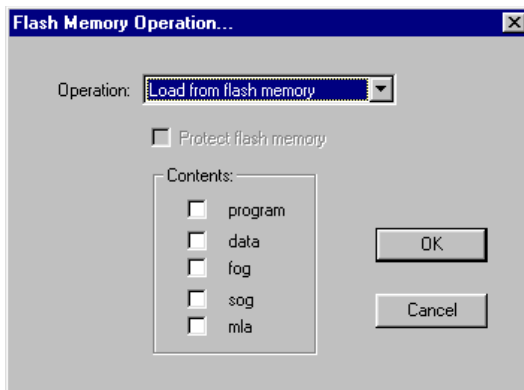 Flash Memory Operation...
Operation: Load from flash memory
Protect flash memory
Contents:
program
data
fog
sog
mla
OK
Cancel